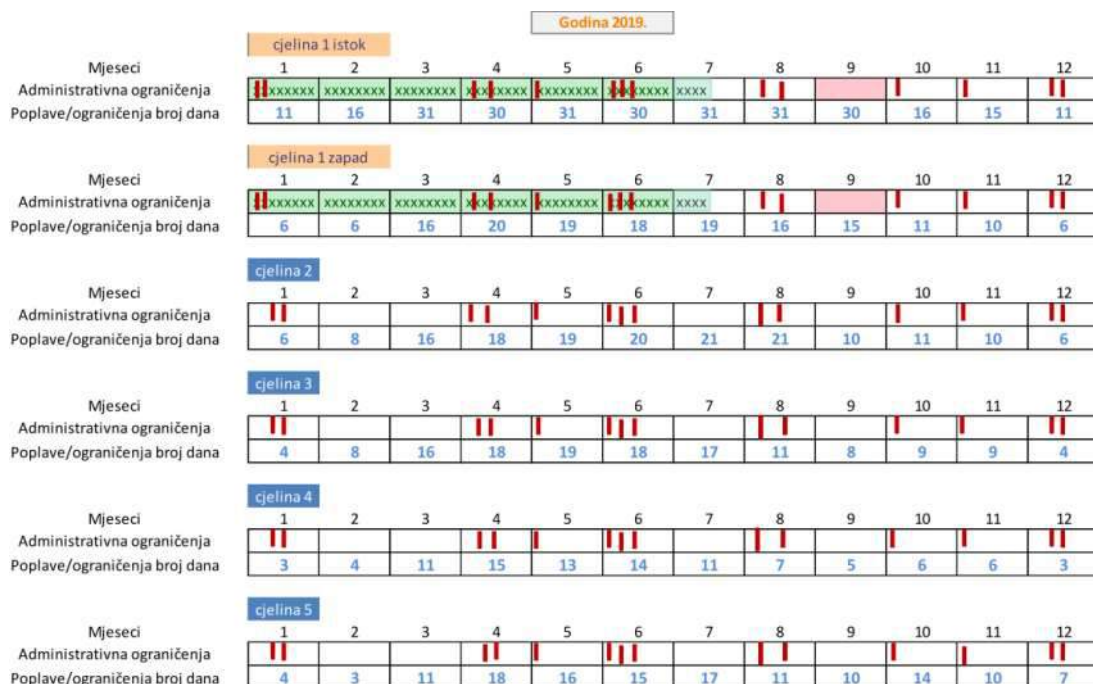 Godina 2019.
cjelina 1 istok
Mjeseci 1 2 3 4 5 6 7 8 9 10 11 12
Administrativna ograničenja xxxxxx xxxxxxxx xxxxxxxx xxxxxxxx xxxxxxxx xxxx
Poplave/ograničenja broj dana 11 16 31 30 31 30 31 31 30 16 15 11
cjelina 1 zapad
Mjeseci 1 2 3 4 5 6 7 8 9 10 11 12
Administrativna ograničenja xxxxxx xxxxxxxx xxxxxxxx xxxxxxxx xxxxxxxx xxxx
Poplave/ograničenja broj dana 6 6 16 20 19 18 19 16 15 11 10 6
cjelina 2
Mjeseci 1 2 3 4 5 6 7 8 9 10 11 12
Administrativna ograničenja
Poplave/ograničenja broj dana 6 8 16 18 19 20 21 21 10 11 10 6
cjelina 3
Mjeseci 1 2 3 4 5 6 7 8 9 10 11 12
Administrativna ograničenja
Poplave/ograničenja broj dana 4 8 16 18 19 18 17 11 8 9 9 4
cjelina 4
Mjeseci 1 2 3 4 5 6 7 8 9 10 11 12
Administrativna ograničenja
Poplave/ograničenja broj dana 3 4 11 15 13 14 11 7 5 6 6 3
cjelina 5
Mjeseci 1 2 3 4 5 6 7 8 9 10 11 12
Administrativna ograničenja
Poplave/ograničenja broj dana 4 3 11 18 16 15 17 11 10 14 10 7